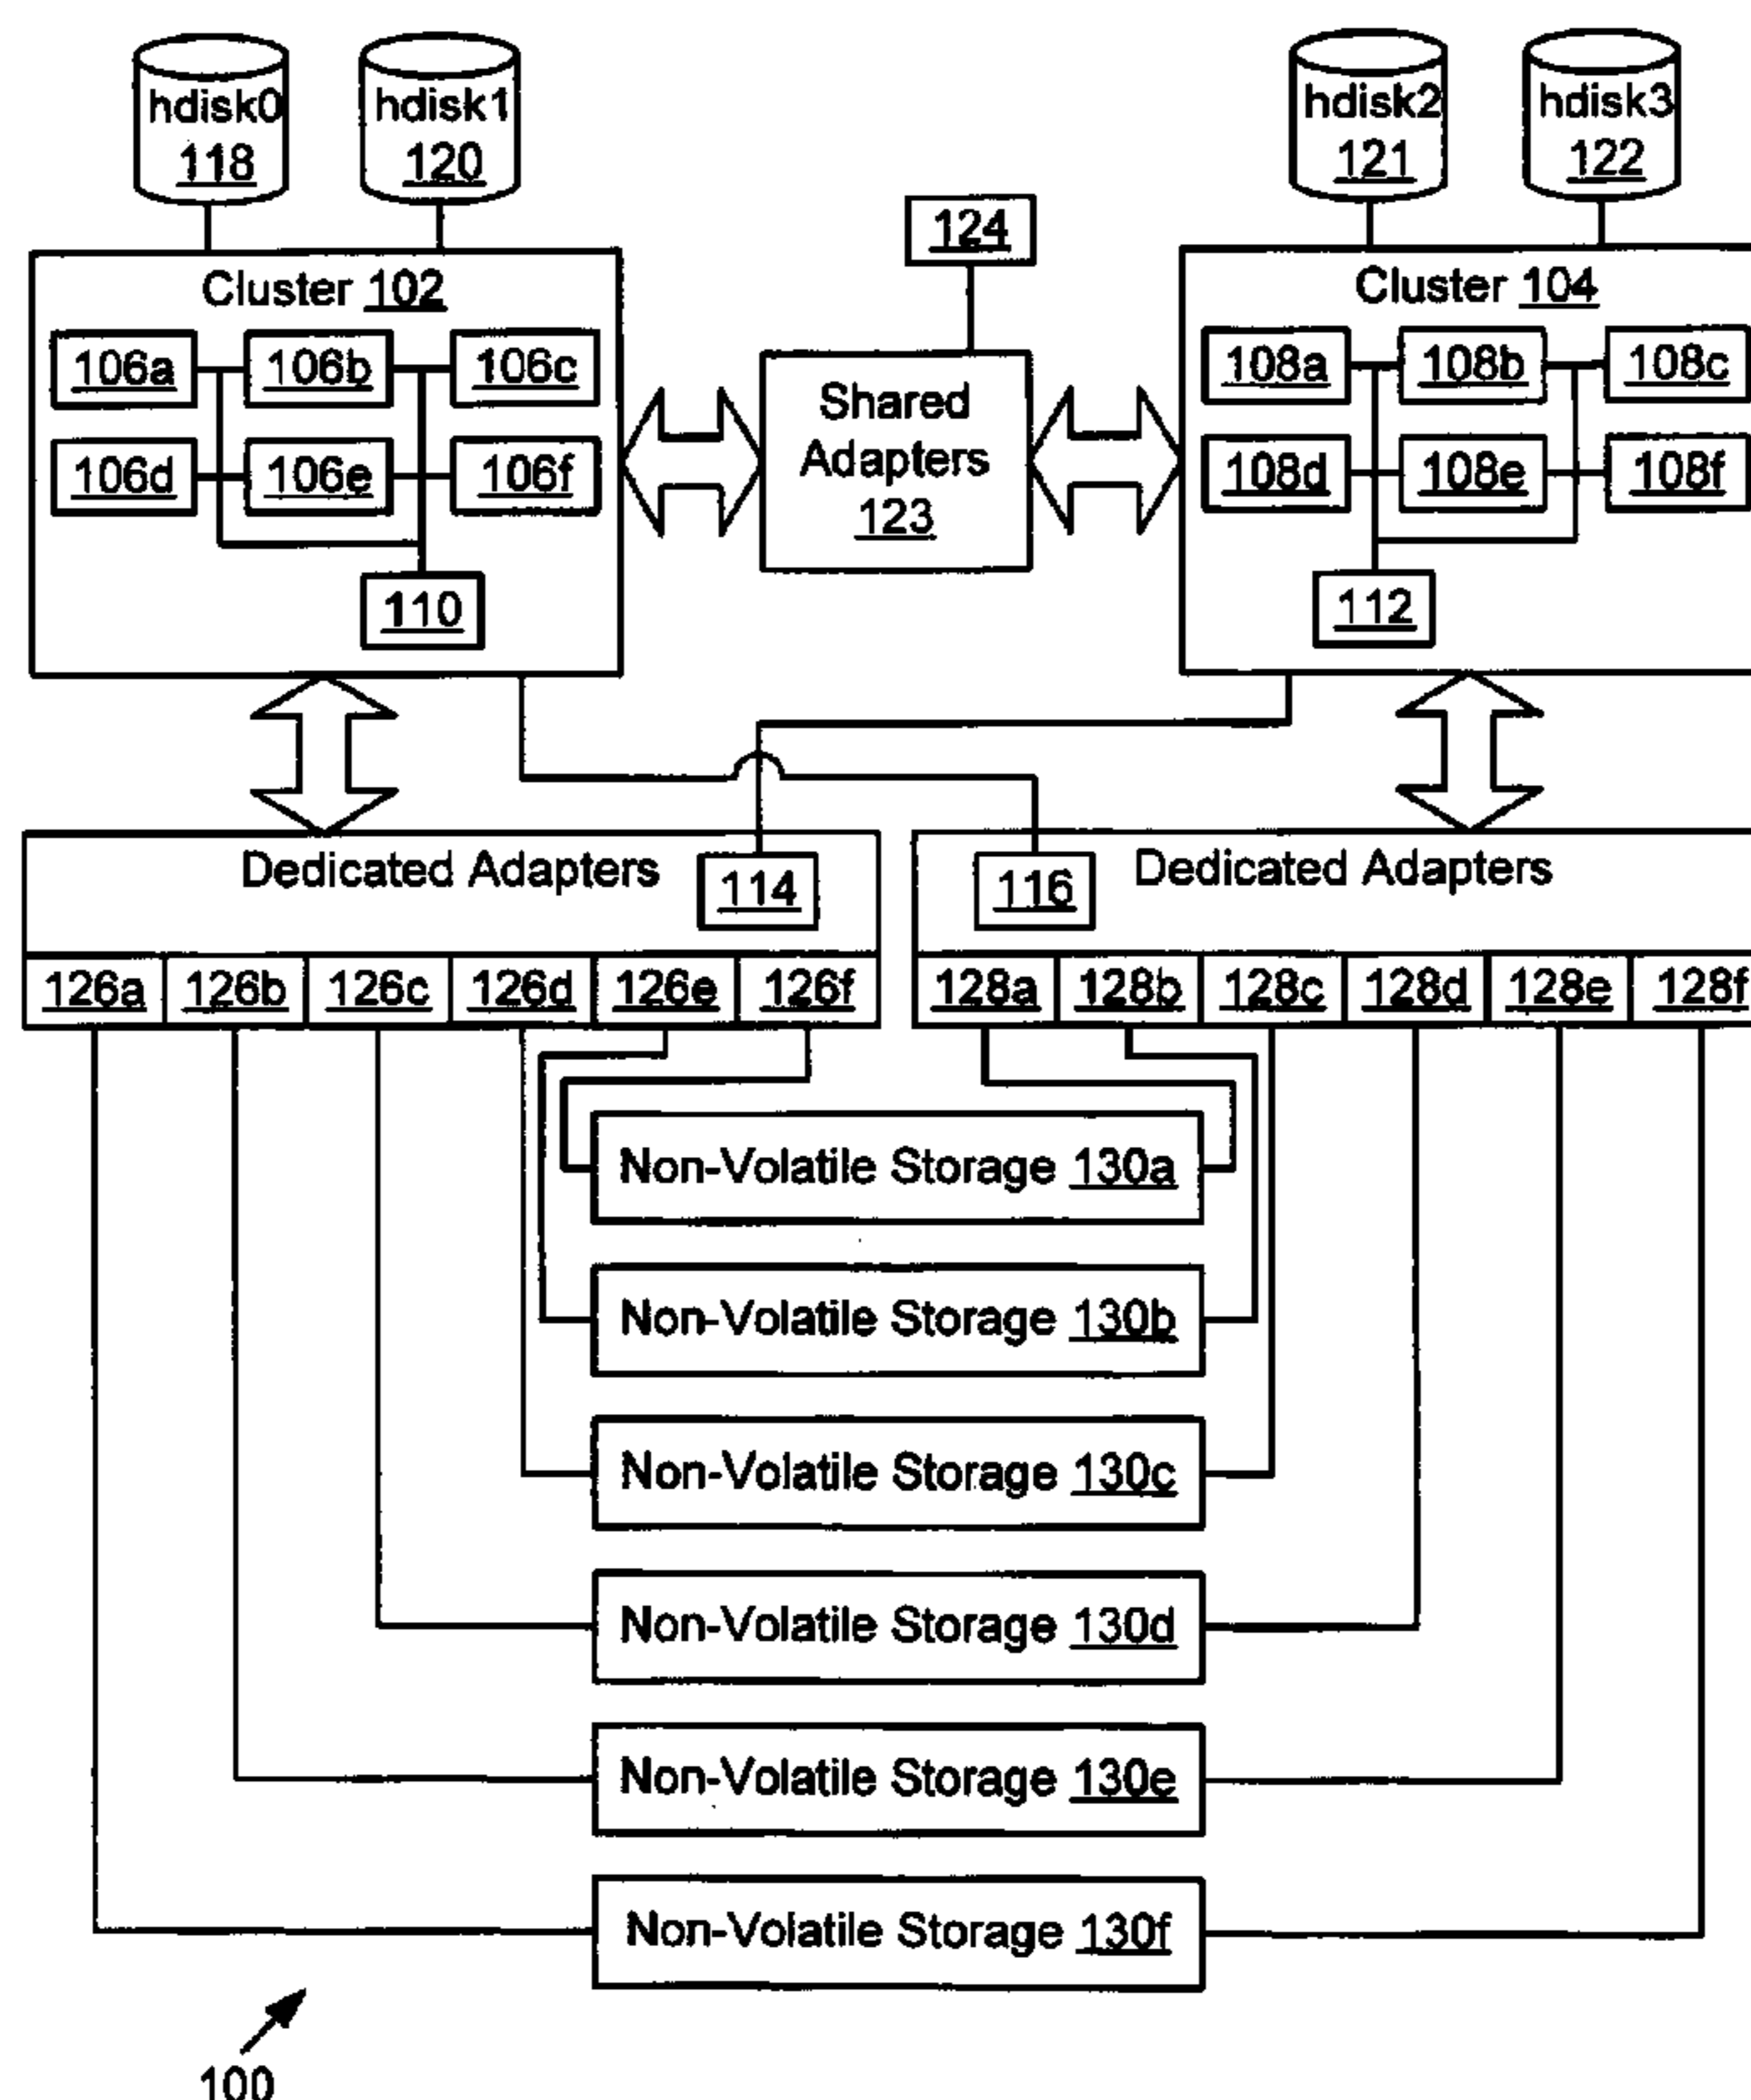 hdisk0
118
hdisk1
120
hdisk2
121
hdisk3
122
124
Cluster 102
106a
106b
106c
106d
106e
106f
110
Shared
Adapters
123
Cluster 104
108a
108b
108c
108d
108e
108f
112
Dedicated Adapters
114
126a
126b
126c
126d
126e
126f
116
Dedicated Adapters
128a
128b
128c
128d
128e
128f
Non-Volatile Storage 130a
Non-Volatile Storage 130b
Non-Volatile Storage 130c
Non-Volatile Storage 130d
Non-Volatile Storage 130e
Non-Volatile Storage 130f
100